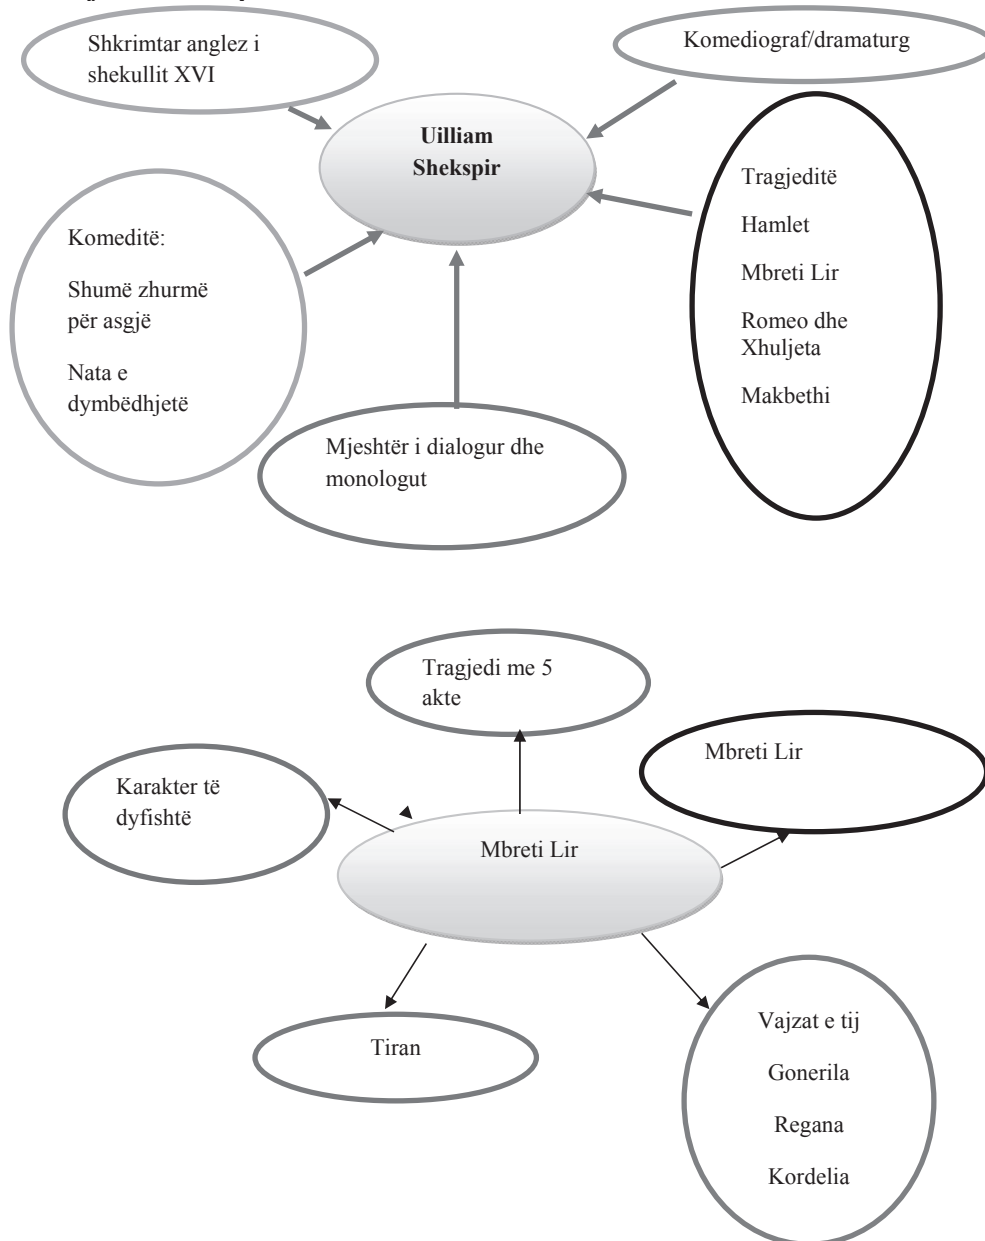 Shkrimtar anglez i
shekullit XVI
Komediograf/dramaturg
Uilliam
Shekspir
Komeditë:
Shumë zhurmë
për asgjë
Nata e
dymbëdhjetë
Tragjeditë
Hamlet
Mbreti Lir
Romeo dhe
Xhuljeta
Makbethi
Mjeshtër i dialogur dhe
monologut
Tragjedi me 5
akte
Karakter të
dyfishtë
Mbreti Lir
Mbreti Lir
Tiran
Vajzat e tij
Gonerila
Regana
Kordelia